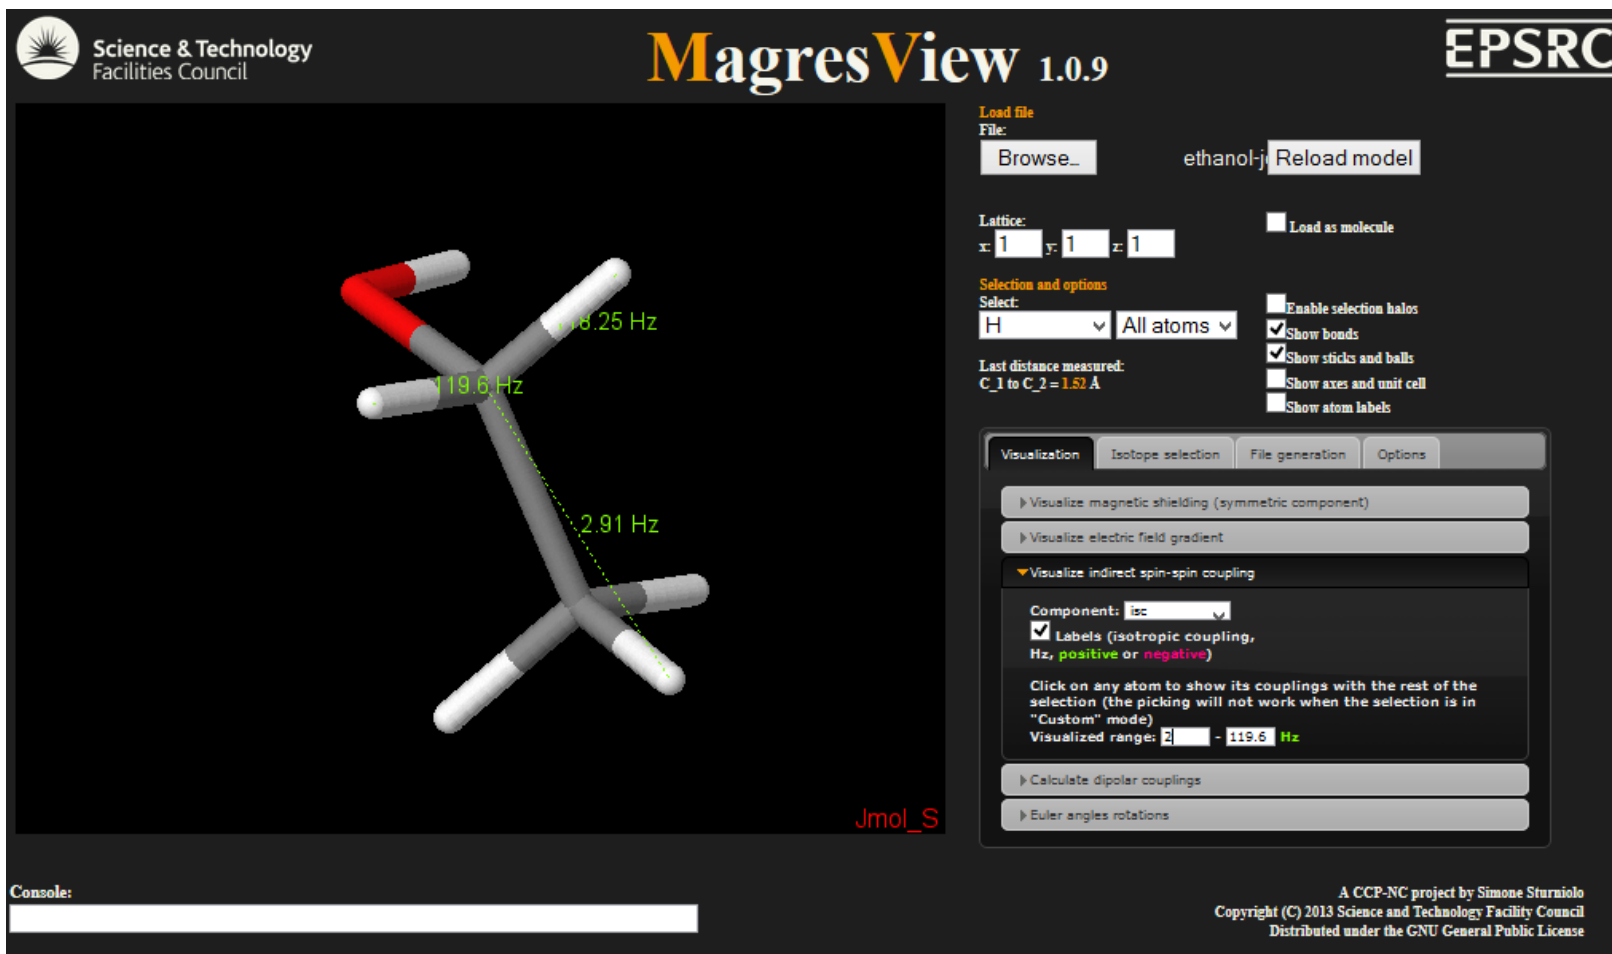 Science & Technology
Facilities Council
MagresView 1.0.9
EPSRC
Load file
File:
Browse_
ethanol-j
Reload model
Lattice:
x: 1 y: 1 z: 1
Load as molecule
Selection and options
Select:
H All atoms
Enable selection halos
Show bonds
Show sticks and balls
Show axes and unit cell
Show atom labels
Last distance measured:
C_1 to C_2 = 1.52 Å
.25 Hz
119.6 Hz
2.91 Hz
Jmol_S
Visualization Isotope selection File generation Options
Visualize magnetic shielding (symmetric component)
Visualize electric field gradient
Visualize indirect spin-spin coupling
Component: isc
Labels (isotropic coupling,
Hz, positive or negative)
Click on any atom to show its couplings with the rest of the
selection (the picking will not work when the selection is in
"Custom" mode)
Visualized range: 2 - 119.6 Hz
Calculate dipolar couplings
Euler angles rotations
Console:
A CCP-NC project by Simone Sturniolo
Copyright (C) 2013 Science and Technology Facility Council
Distributed under the GNU General Public License